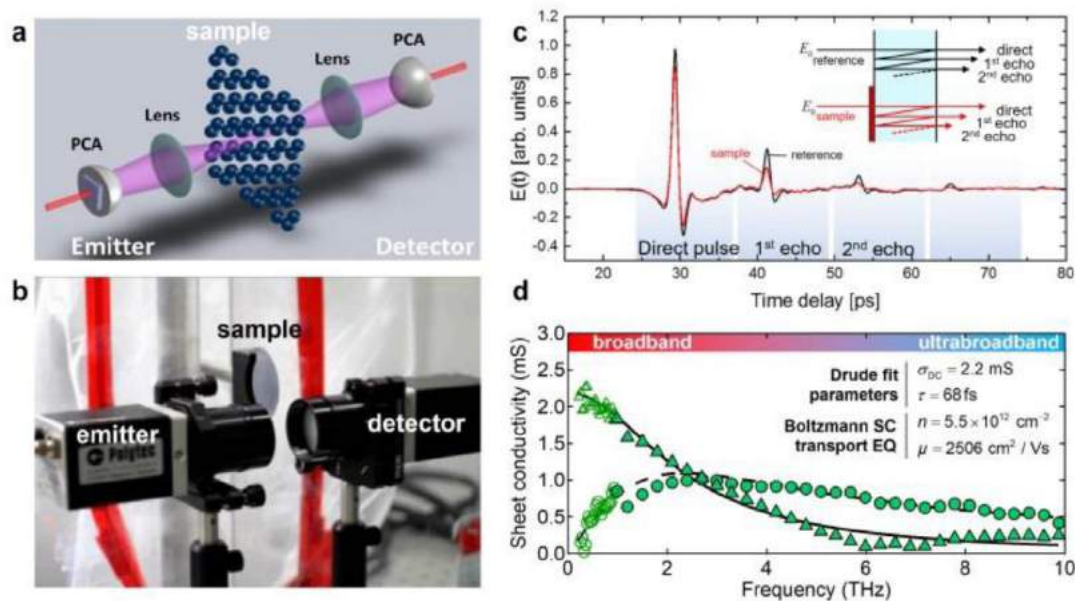 a
sample
PCA
Lens
Lens
PCA
Emitter
Detector
b
sample
emitter
detector
Polytec
c
E(t) [arb. units]
1.0
0.8
0.6
0.4
0.2
0.0
-0.2
-0.4
E₀
reference
direct
1st echo
2nd echo
E₀
sample
direct
1st echo
2nd echo
sample
reference
Direct pulse
1st echo
2nd echo
20
30
40
50
60
70
80
Time delay [ps]
d
Sheet conductivity (mS)
3.0
2.5
2.0
1.5
1.0
0.5
0.0
broadband
ultrabroadband
Drude fit
parameters
σDC = 2.2 mS
τ = 68 fs
Boltzmann SC
transport EQ
n = 5.5×10¹² cm⁻²
μ = 2506 cm² / Vs
0
2
4
6
8
10
Frequency (THz)